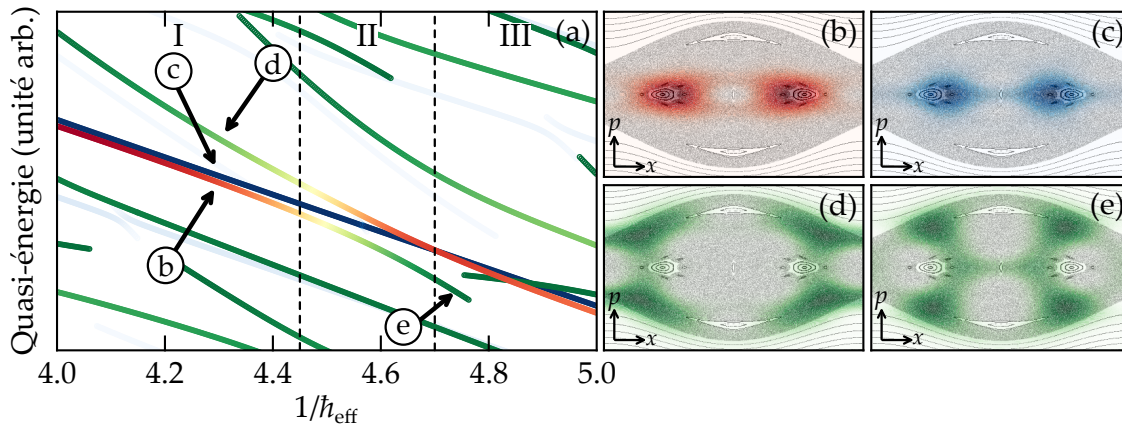 I II III (a)
c
d
b
e
Quasi-énergie (unité arb.)
4.0 4.2 4.4 4.6 4.8 5.0
1/ℏeff
(b)
p
x
(c)
p
x
(d)
p
x
(e)
p
x